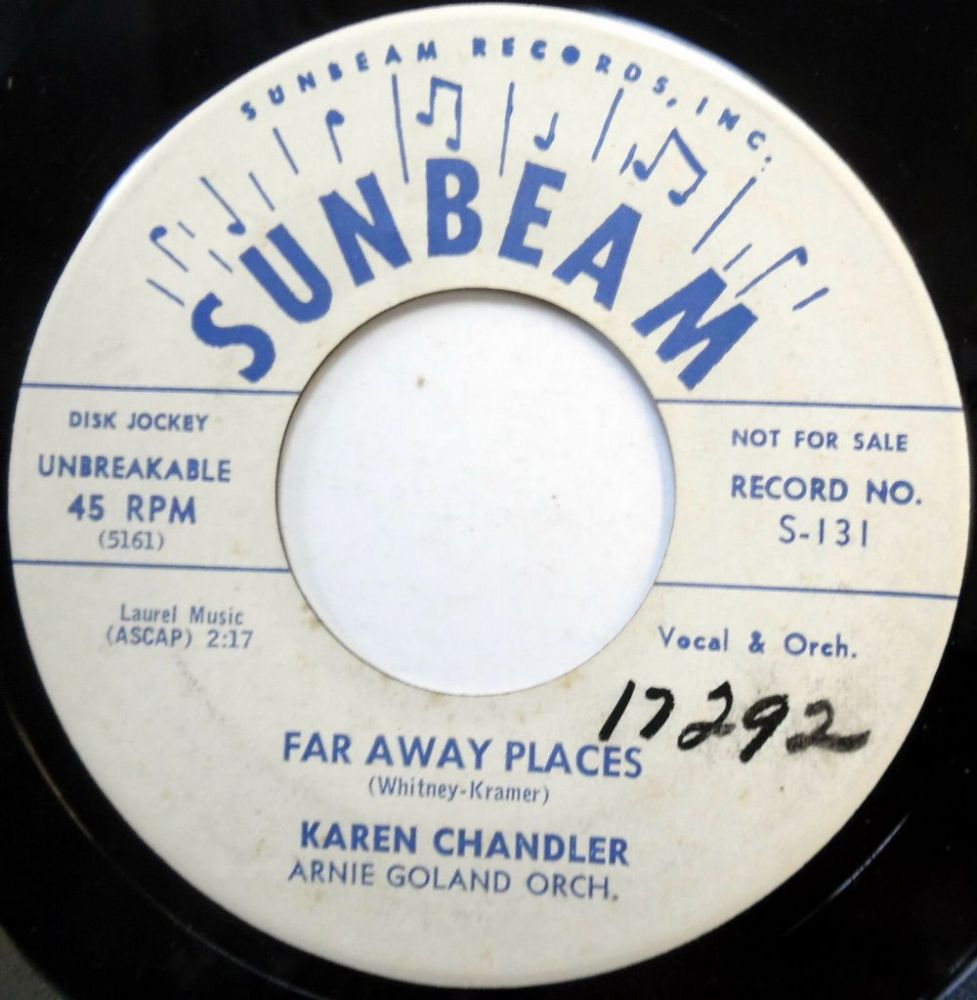 SUNBEAM RECORDS, INC.
SUNBEAM
DISK JOCKEY
UNBREAKABLE
45 RPM
(5161)
NOT FOR SALE
RECORD NO.
S-131
Laurel Music
(ASCAP) 2:17
Vocal & Orch.
17292
FAR AWAY PLACES
(Whitney-Kramer)
KAREN CHANDLER
ARNIE GOLAND ORCH.